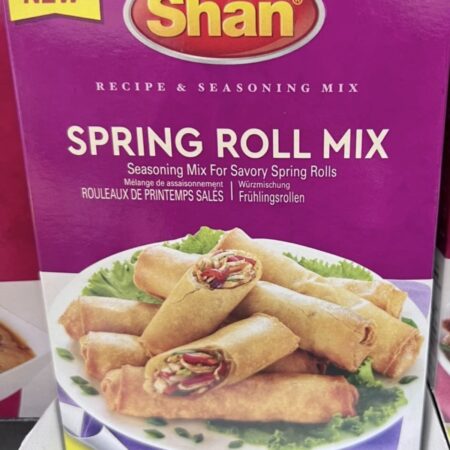 NEW
Shan®
RECIPE & SEASONING MIX
SPRING ROLL MIX
Seasoning Mix For Savory Spring Rolls
Mélange de assaisonnement
ROULEAUX DE PRINTEMPS SALÉS
Würzmischung
Frühlingsrollen